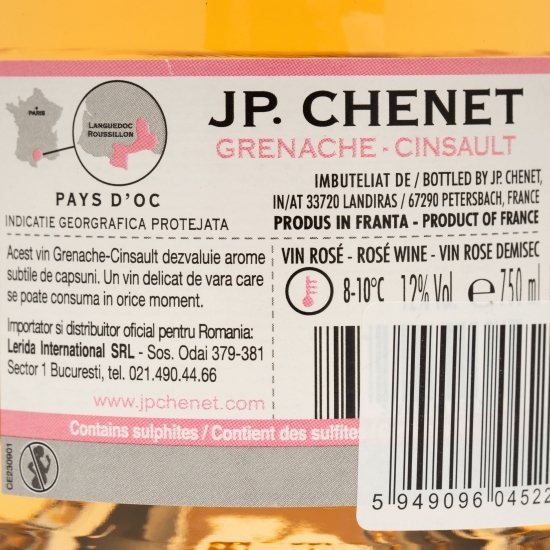 JP. CHENET
GRENACHE - CINSAULT
PARIS
LANGUEDOC
ROUSSILLON
PAYS D'OC
INDICATIE GEORGRAFICA PROTEJATA
IMBUTELIAT DE / BOTTLED BY JP. CHENET,
IN/AT 33720 LANDIRAS / 67290 PETERSBACH, FRANCE
PRODUS IN FRANTA - PRODUCT OF FRANCE
Acest vin Grenache-Cinsault dezvaluie arome
subtile de capsuni. Un vin delicat de vara care
se poate consuma in orice moment.
Importator si distribuitor oficial pentru Romania:
Lerida International SRL - Sos. Odai 379-381
Sector 1 Bucuresti, tel. 021.490.44.66
www.jpchenet.com
VIN ROSÉ - ROSÉ WINE - VIN ROSE DEMISEC
8-10°C 12% Vol. e 750 ml
Contains sulphites / Contient des sulfites
CE230901
5 949096 04522